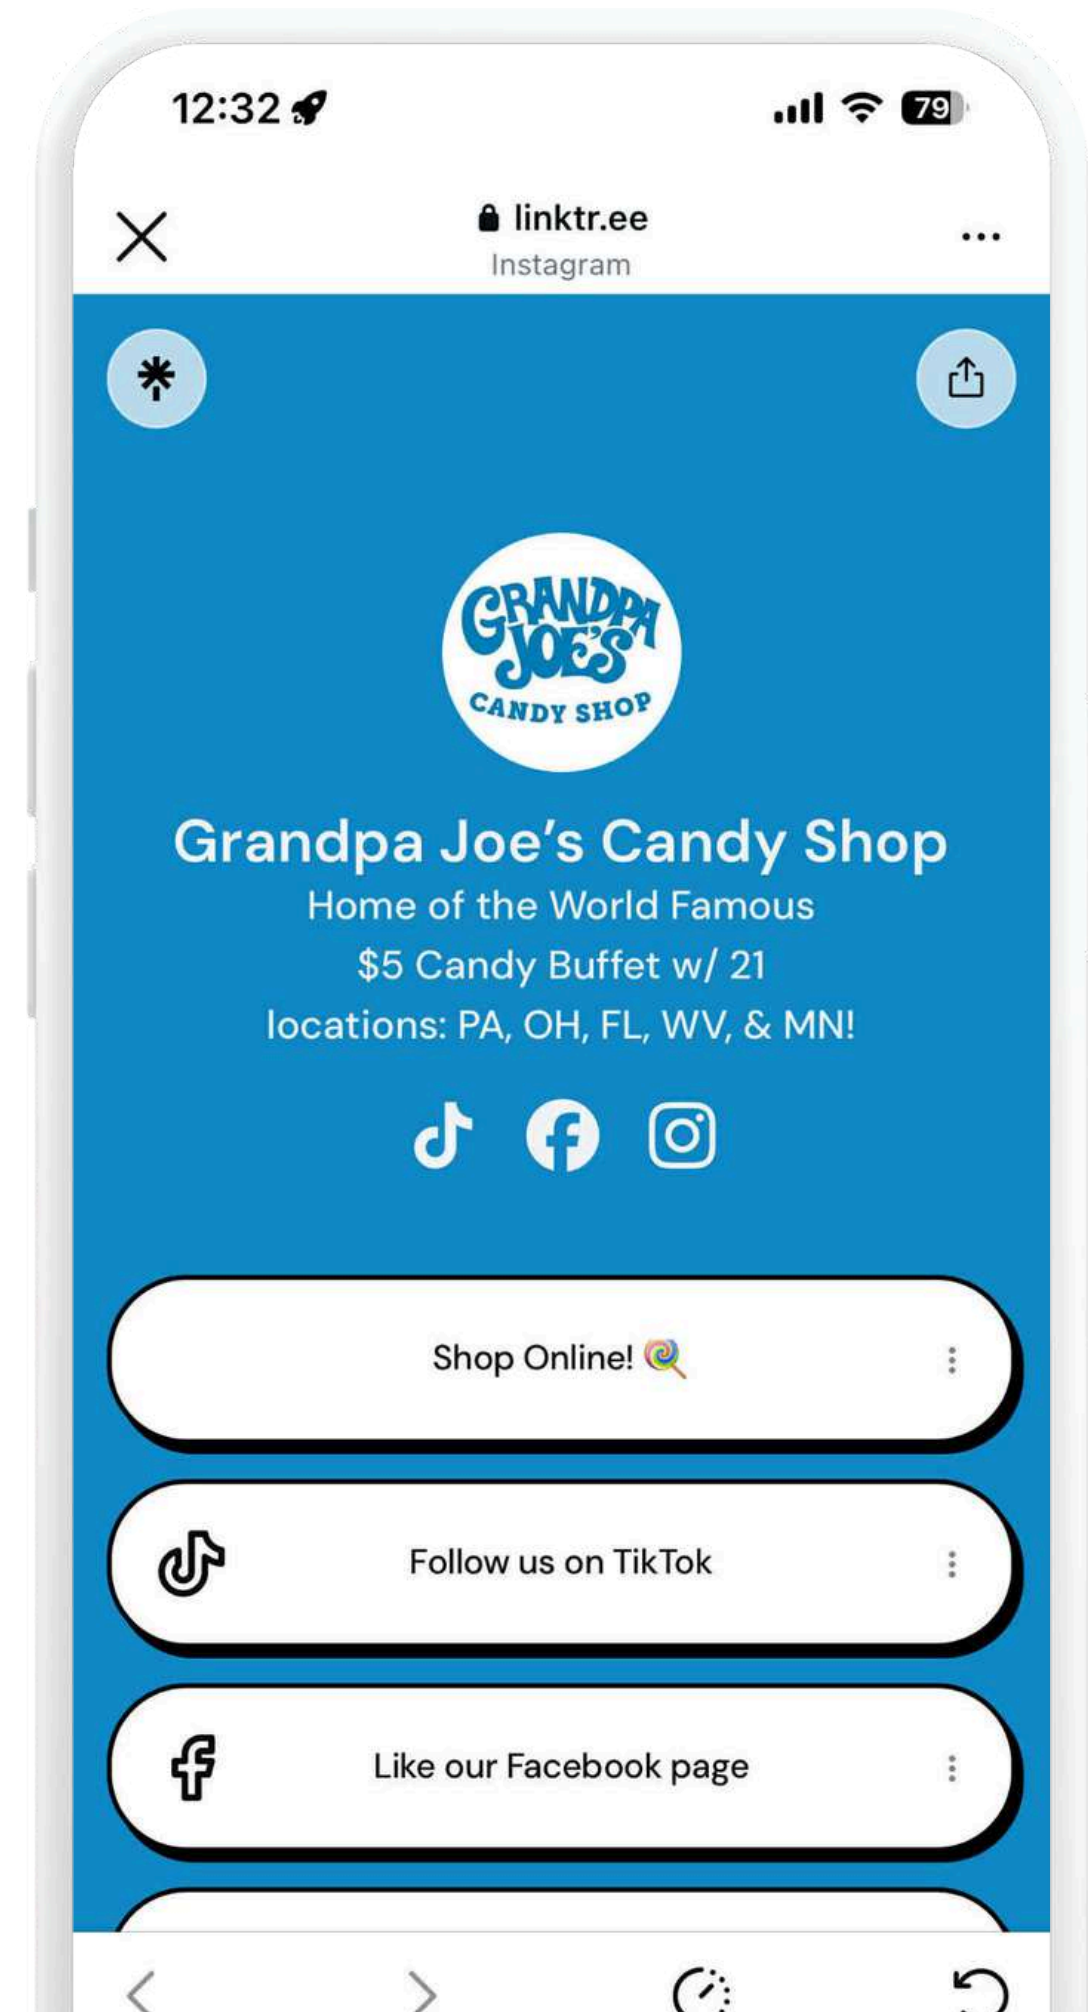 12:32
79
linktr.ee
Instagram
GRANDPA
JOE'S
CANDY SHOP
Grandpa Joe’s Candy Shop
Home of the World Famous
$5 Candy Buffet w/ 21
locations: PA, OH, FL, WV, & MN!
Shop Online! 🍭
Follow us on TikTok
Like our Facebook page